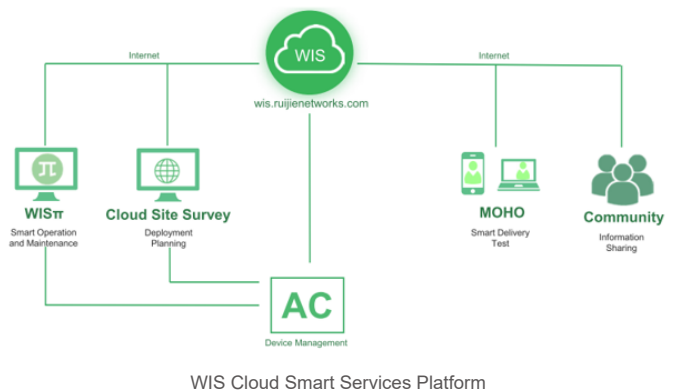 WIS
Internet
Internet
wis.ruijienetworks.com
π
WISπ
Smart Operation
and Maintenance
Cloud Site Survey
Deployment
Planning
MOHO
Smart Delivery
Test
Community
Information
Sharing
AC
Device Management
WIS Cloud Smart Services Platform